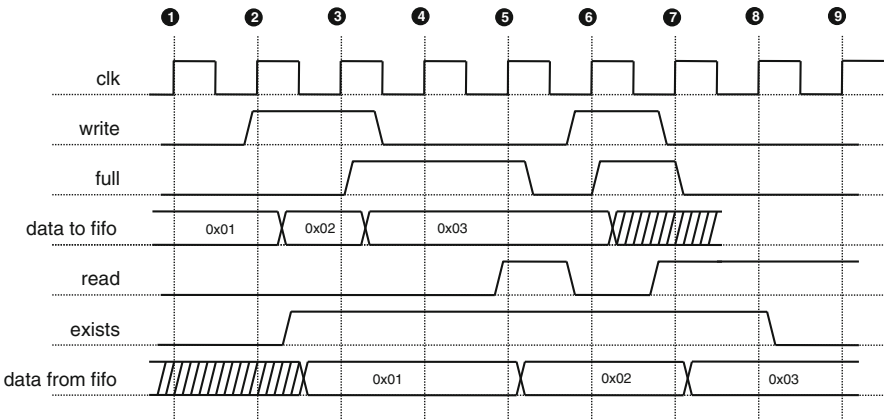 1 2 3 4 5 6 7 8 9
clk
write
full
data to fifo 0x01 0x02 0x03
read
exists
data from fifo 0x01 0x02 0x03